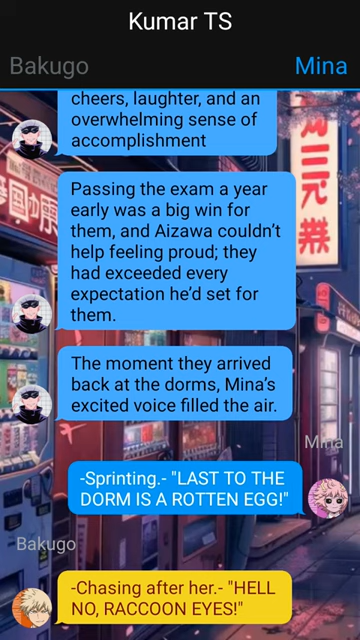 Kumar TS
Bakugo
Mina
cheers, laughter, and an
overwhelming sense of
accomplishment
Passing the exam a year
early was a big win for
them, and Aizawa couldn’t
help feeling proud; they
had exceeded every
expectation he’d set for
them.
The moment they arrived
back at the dorms, Mina’s
excited voice filled the air.
Mina
-Sprinting.- "LAST TO THE
DORM IS A ROTTEN EGG!"
Bakugo
-Chasing after her.- "HELL
NO, RACCOON EYES!"